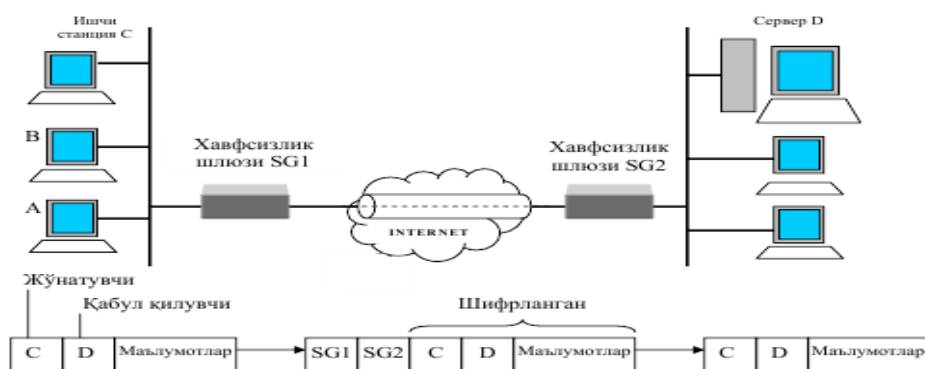 Ишчи
станция С
Сервер D
В
А
Хавфсизлик
шлюзи SG1
Хавфсизлик
шлюзи SG2
INTERNET
Жўнатувчи
Қабул қилувчи
Шифрланган
С D Маълумотлар SG1 SG2 С D Маълумотлар С D Маълумотлар